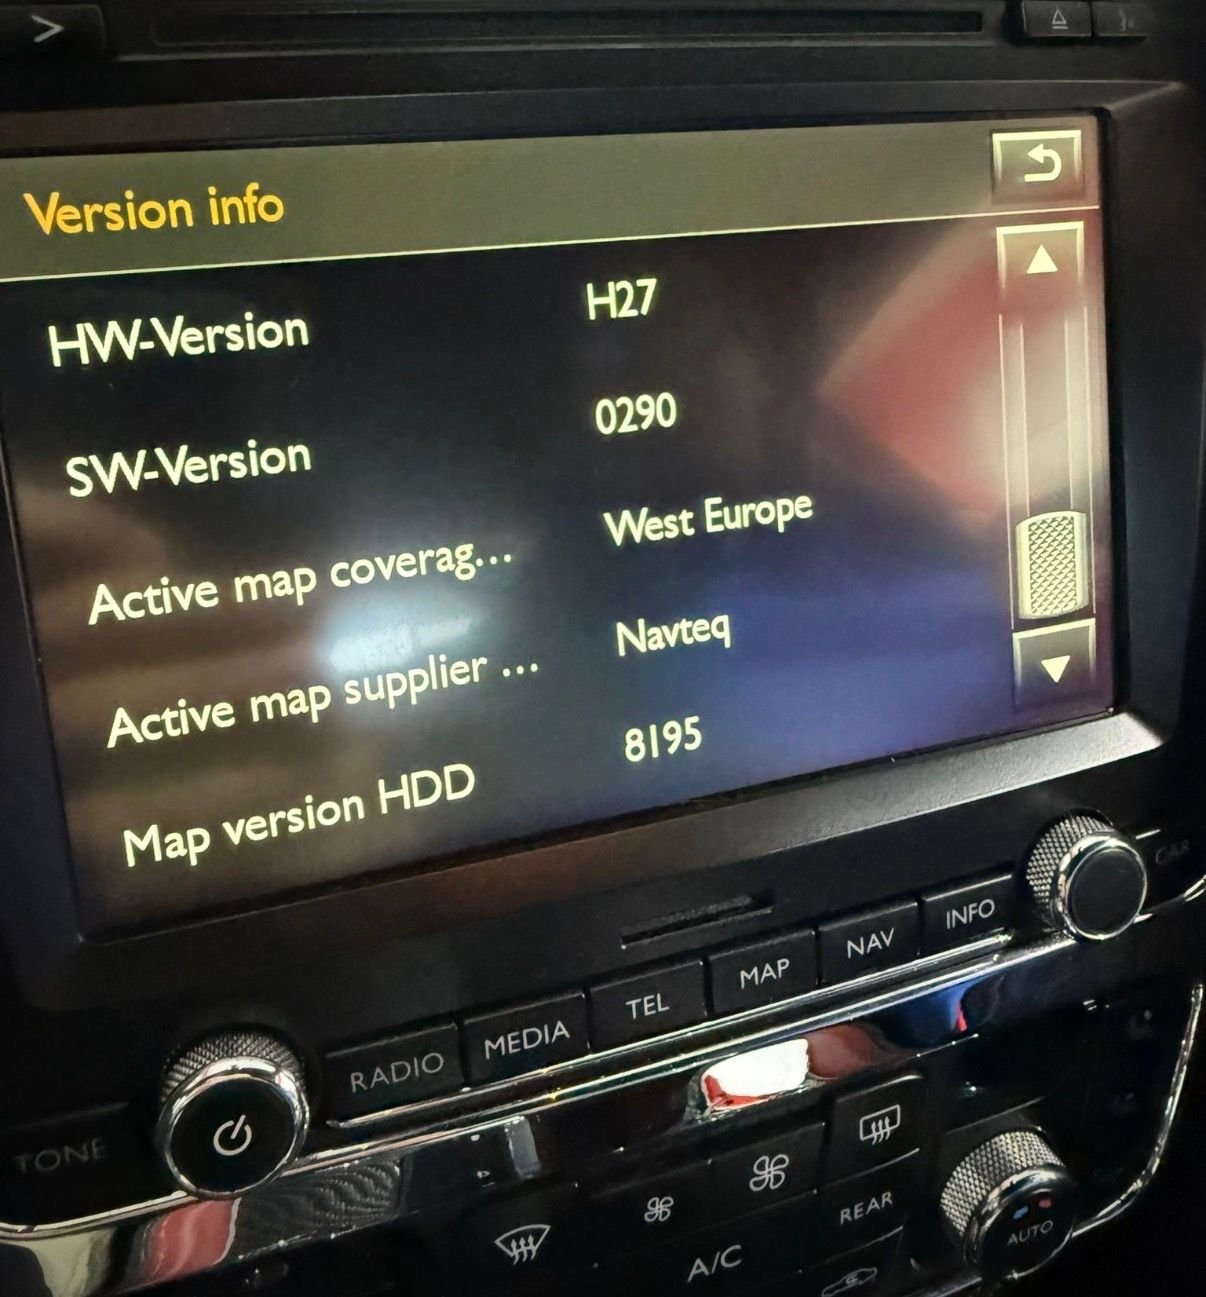 Version info
HW-Version H27
SW-Version 0290
Active map coverag... West Europe
Active map supplier ... Navteq
Map version HDD 8195
CAR
INFO
NAV
MAP
TEL
MEDIA
RADIO
TONE
REAR
AUTO
A/C